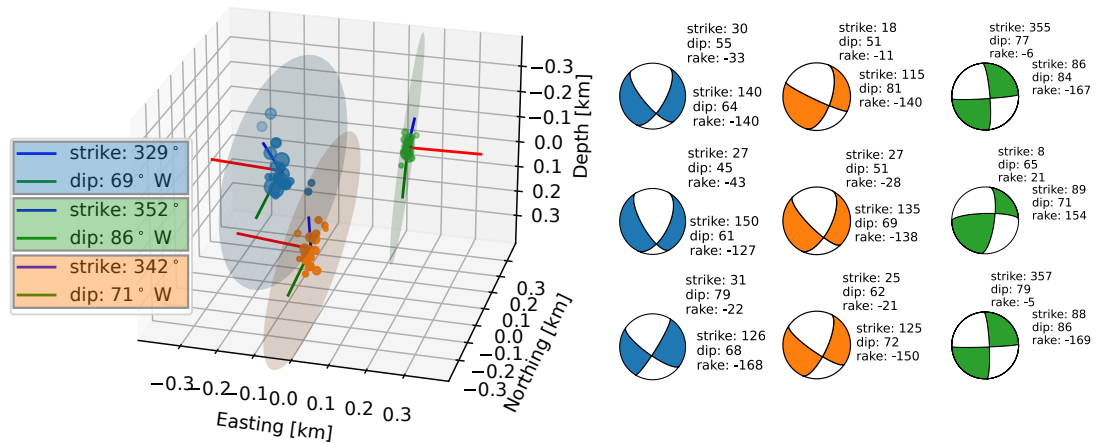 strike: 329°
dip: 69° W
strike: 352°
dip: 86° W
strike: 342°
dip: 71° W
−0.3
−0.2
−0.1
0.0
0.1
0.2
0.3
Depth [km]
0.3
0.2
0.1
0.0
−0.1
−0.2
−0.3
Northing [km]
−0.3
−0.2
−0.1
0.0
0.1
0.2
0.3
Easting [km]
strike: 30
dip: 55
rake: -33
strike: 140
dip: 64
rake: -140
strike: 18
dip: 51
rake: -11
strike: 115
dip: 81
rake: -140
strike: 355
dip: 77
rake: -6
strike: 86
dip: 84
rake: -167
strike: 27
dip: 45
rake: -43
strike: 150
dip: 61
rake: -127
strike: 27
dip: 51
rake: -28
strike: 135
dip: 69
rake: -138
strike: 8
dip: 65
rake: 21
strike: 89
dip: 71
rake: 154
strike: 31
dip: 79
rake: -22
strike: 126
dip: 68
rake: -168
strike: 25
dip: 62
rake: -21
strike: 125
dip: 72
rake: -150
strike: 357
dip: 79
rake: -5
strike: 88
dip: 86
rake: -169